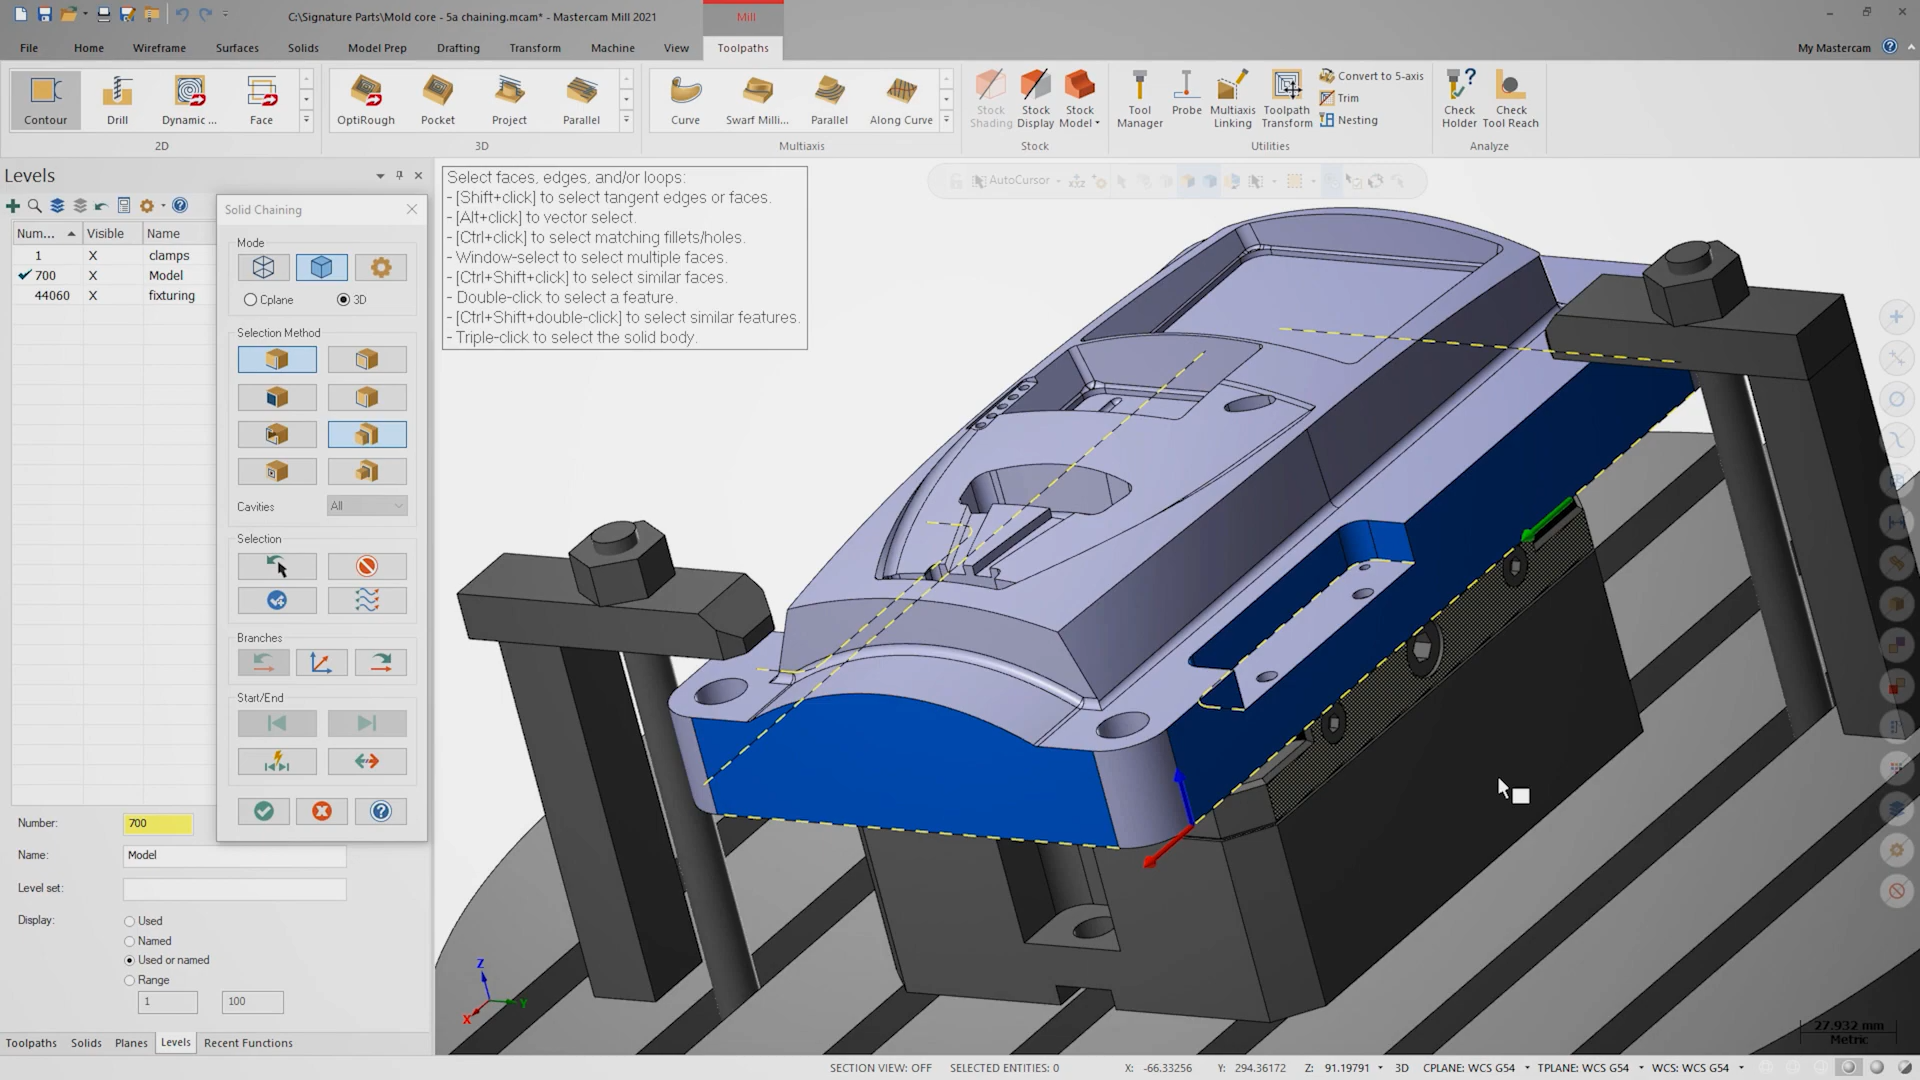 C:\Signature Parts\Mold core - 5a chaining.mcam* - Mastercam Mill 2021
Mill
File Home Wireframe Surfaces Solids Model Prep Drafting Transform Machine View Toolpaths
My Mastercam
Contour Drill Dynamic ... Face
2D
OptiRough Pocket Project Parallel
3D
Curve Swarf Milli... Parallel Along Curve
Multiaxis
Stock Shading
Stock Display
Stock Model
Stock
Tool Manager
Probe
Multiaxis Linking
Toolpath Transform
Convert to 5-axis
Trim
Nesting
Utilities
Check Holder
Check Tool Reach
Analyze
Levels
Num... Visible Name
1 X clamps
700 X Model
44060 X fixturing
Solid Chaining
Mode
Cplane 3D
Selection Method
Cavities All
Selection
Branches
Start/End
Number: 700
Name: Model
Level set:
Display: Used
Named
Used or named
Range
1 100
Toolpaths Solids Planes Levels Recent Functions
Select faces, edges, and/or loops:
- [Shift+click] to select tangent edges or faces.
- [Alt+click] to vector select.
- [Ctrl+click] to select matching fillets/holes.
- Window-select to select multiple faces.
- [Ctrl+Shift+click] to select similar faces.
- Double-click to select a feature.
- [Ctrl+Shift+double-click] to select similar features.
- Triple-click to select the solid body.
AutoCursor
Z
Y
X
27.932 mm
Metric
SECTION VIEW: OFF SELECTED ENTITIES: 0 X: -66.33256 Y: 294.36172 Z: 91.19791 3D CPLANE: WCS G54 TPLANE: WCS G54 WCS: WCS G54